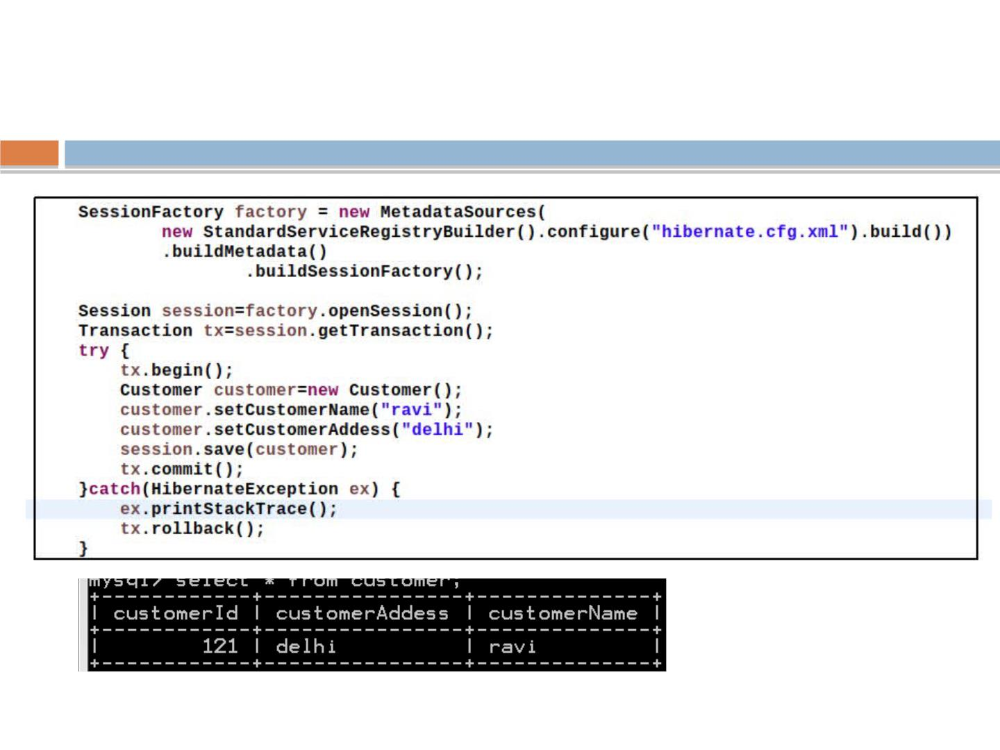 SessionFactory factory = new MetadataSources(
new StandardServiceRegistryBuilder().configure("hibernate.cfg.xml").build())
.buildMetadata()
.buildSessionFactory();
Session session=factory.openSession();
Transaction tx=session.getTransaction();
try {
tx.begin();
Customer customer=new Customer();
customer.setCustomerName("ravi");
customer.setCustomerAddess("delhi");
session.save(customer);
tx.commit();
}catch(HibernateException ex) {
ex.printStackTrace();
tx.rollback();
}
mysql> select * from customer;
+------------+----------------+--------------+
| customerId | customerAddess | customerName |
+------------+----------------+--------------+
|        121 | delhi          | ravi         |
+------------+----------------+--------------+